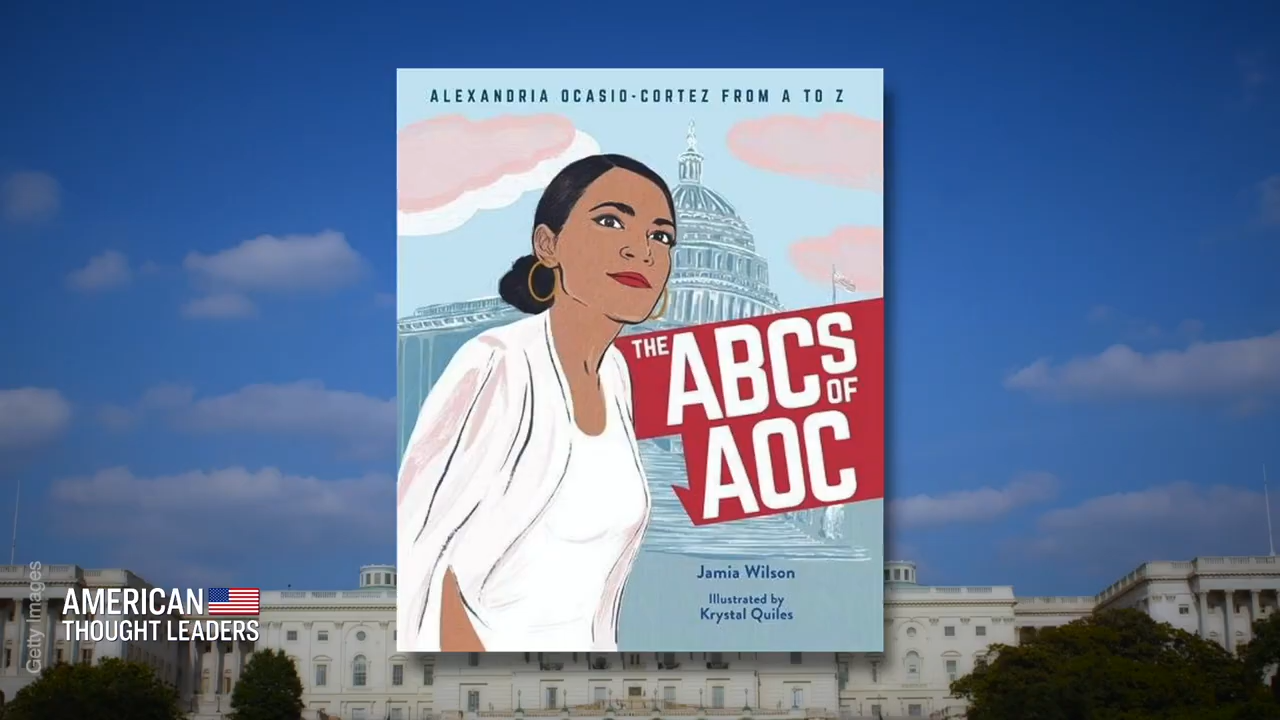 ALEXANDRIA OCASIO-CORTEZ FROM A TO Z
THE
ABCS
OF
AOC
Jamia Wilson
Illustrated by
Krystal Quiles
Getty Images
AMERICAN
THOUGHT LEADERS